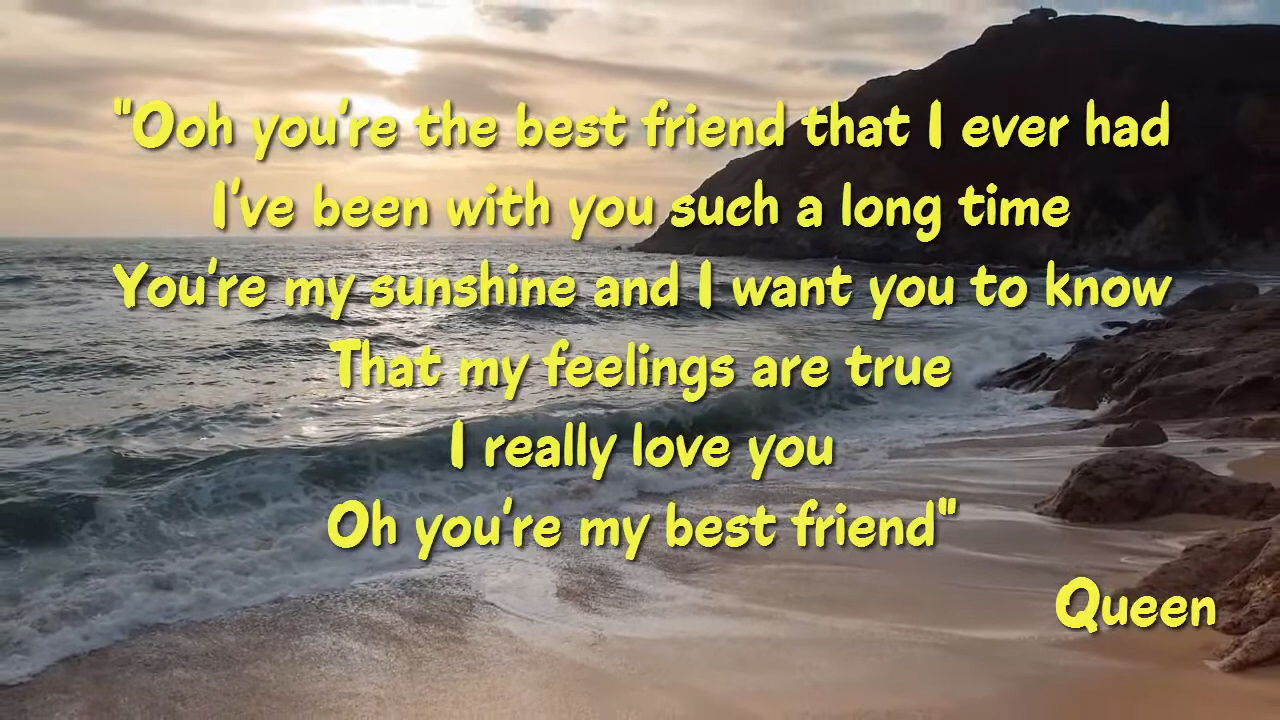 "Ooh you're the best friend that I ever had
I've been with you such a long time
You're my sunshine and I want you to know
That my feelings are true
I really love you
Oh you're my best friend"
Queen